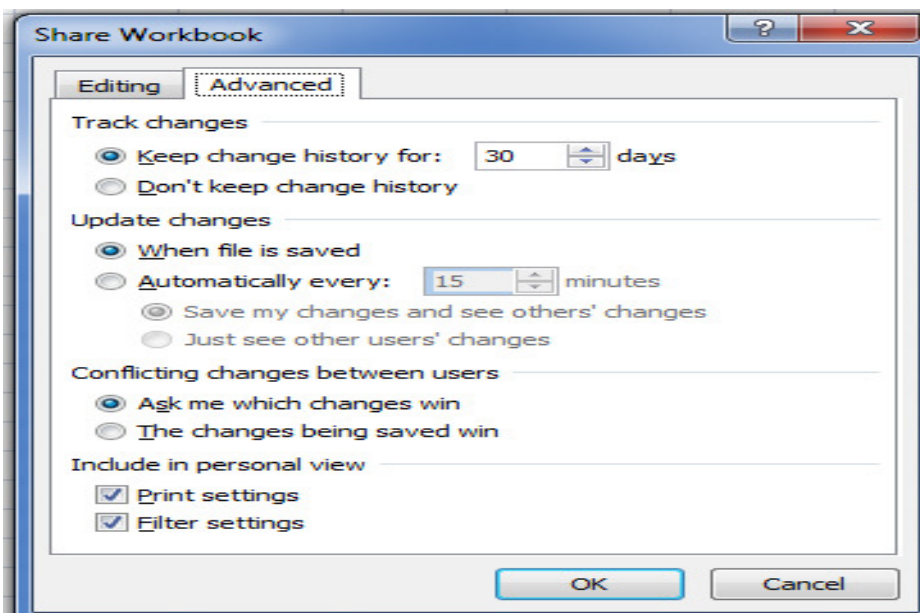 Share Workbook
?
Editing Advanced
Track changes
Keep change history for: 30 days
Don't keep change history
Update changes
When file is saved
Automatically every: 15 minutes
Save my changes and see others' changes
Just see other users' changes
Conflicting changes between users
Ask me which changes win
The changes being saved win
Include in personal view
Print settings
Filter settings
OK Cancel